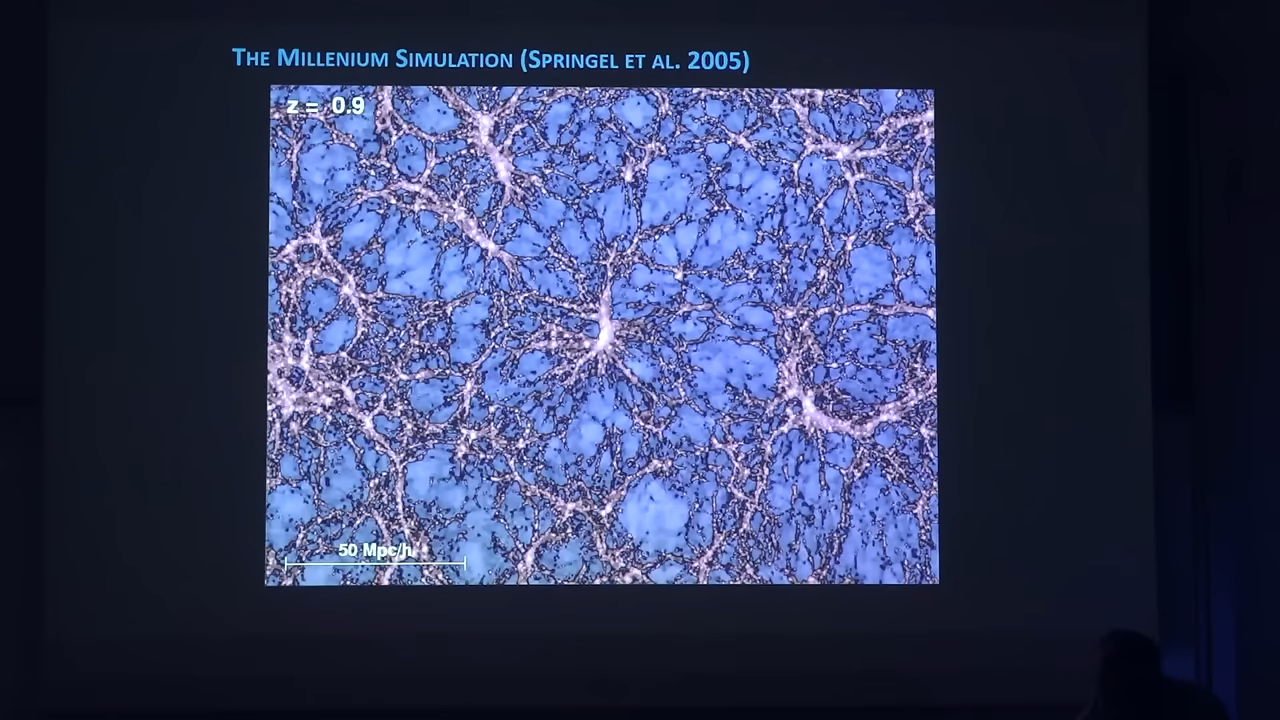 THE MILLENIUM SIMULATION (SPRINGEL ET AL. 2005)
z = 0.9
50 Mpc/h